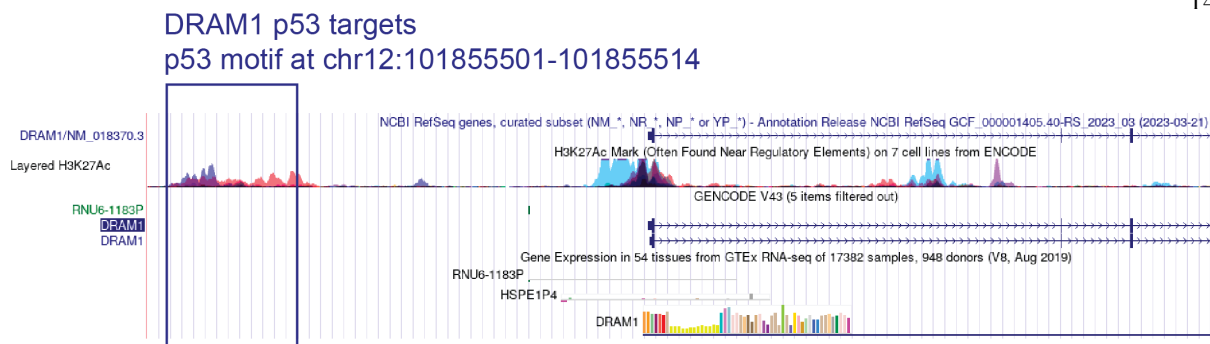 14
DRAM1 p53 targets
p53 motif at chr12:101855501-101855514
NCBI RefSeq genes, curated subset (NM_*, NR_*, NP_* or YP_*) - Annotation Release NCBI RefSeq GCF_000001405.40-RS_2023_03 (2023-03-21)
DRAM1/NM_018370.3
H3K27Ac Mark (Often Found Near Regulatory Elements) on 7 cell lines from ENCODE
Layered H3K27Ac
GENCODE V43 (5 items filtered out)
RNU6-1183P
DRAM1
DRAM1
Gene Expression in 54 tissues from GTEx RNA-seq of 17382 samples, 948 donors (V8, Aug 2019)
RNU6-1183P
HSPE1P4
DRAM1